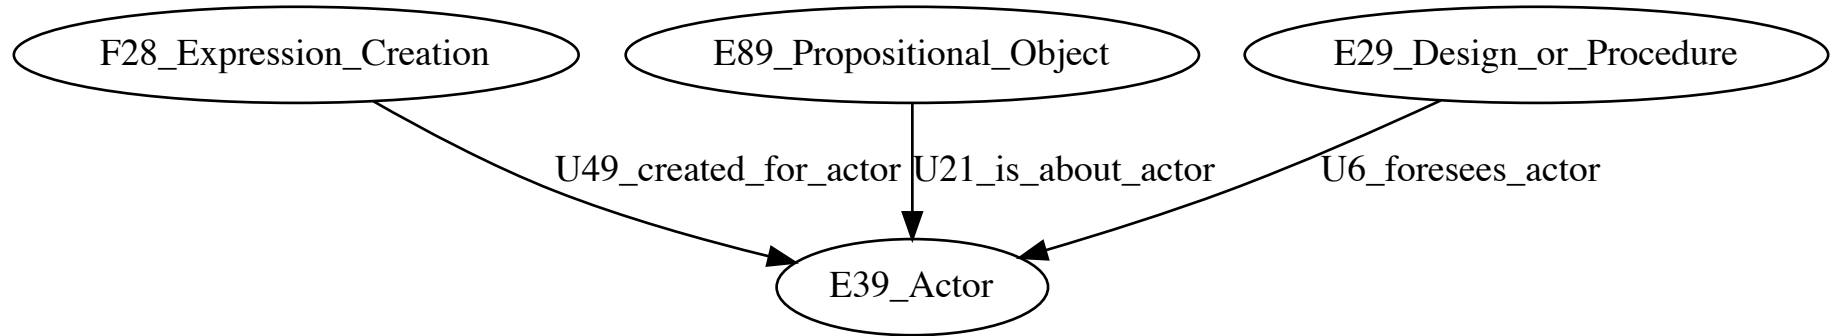 F28_Expression_Creation
E89_Propositional_Object
E29_Design_or_Procedure
U49_created_for_actor
U21_is_about_actor
U6_foresees_actor
E39_Actor